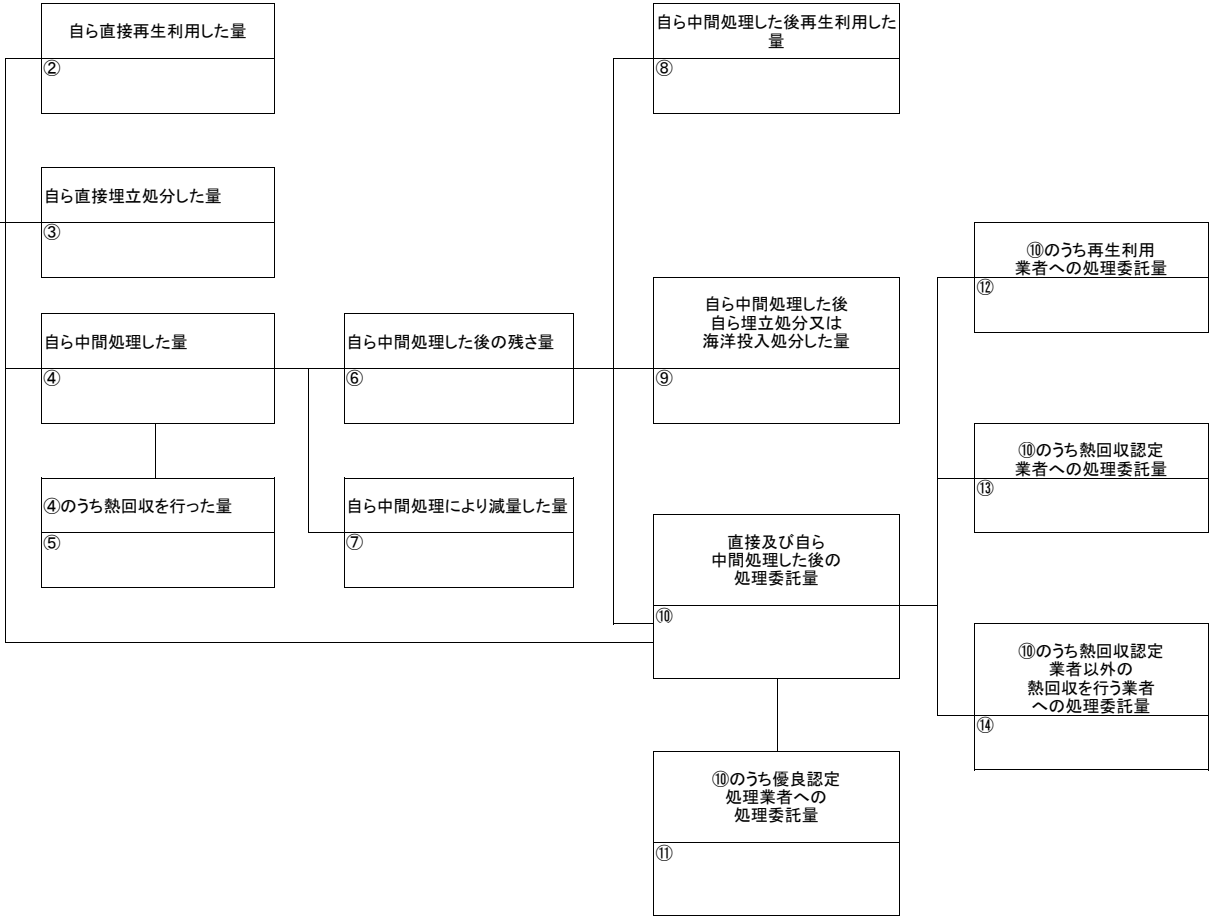 自ら直接再生利用した量
②
自ら直接埋立処分した量
③
自ら中間処理した量
④
④のうち熱回収を行った量
⑤
自ら中間処理した後の残さ量
⑥
自ら中間処理により減量した量
⑦
自ら中間処理した後再生利用した
量
⑧
自ら中間処理した後
自ら埋立処分又は
海洋投入処分した量
⑨
直接及び自ら
中間処理した後の
処理委託量
⑩
⑩のうち優良認定
処理業者への
処理委託量
⑪
⑩のうち再生利用
業者への処理委託量
⑫
⑩のうち熱回収認定
業者への処理委託量
⑬
⑩のうち熱回収認定
業者以外の
熱回収を行う業者
への処理委託量
⑭